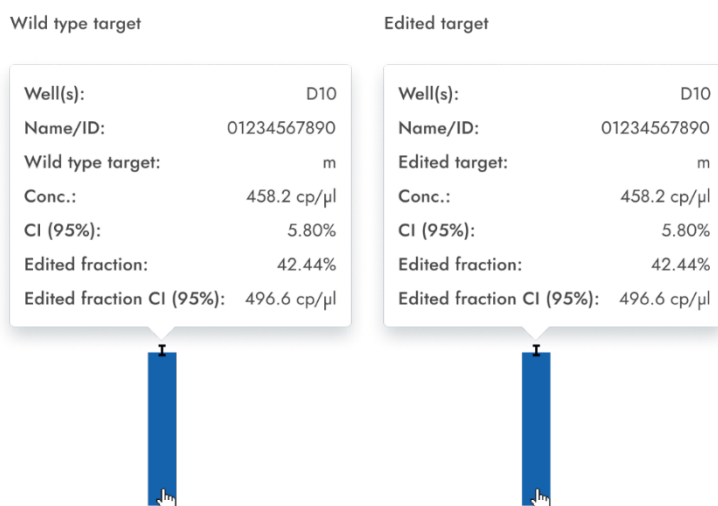 Wild type target
Well(s): D10
Name/ID: 01234567890
Wild type target: m
Conc.: 458.2 cp/µl
CI (95%): 5.80%
Edited fraction: 42.44%
Edited fraction CI (95%): 496.6 cp/µl
Edited target
Well(s): D10
Name/ID: 01234567890
Edited target: m
Conc.: 458.2 cp/µl
CI (95%): 5.80%
Edited fraction: 42.44%
Edited fraction CI (95%): 496.6 cp/µl